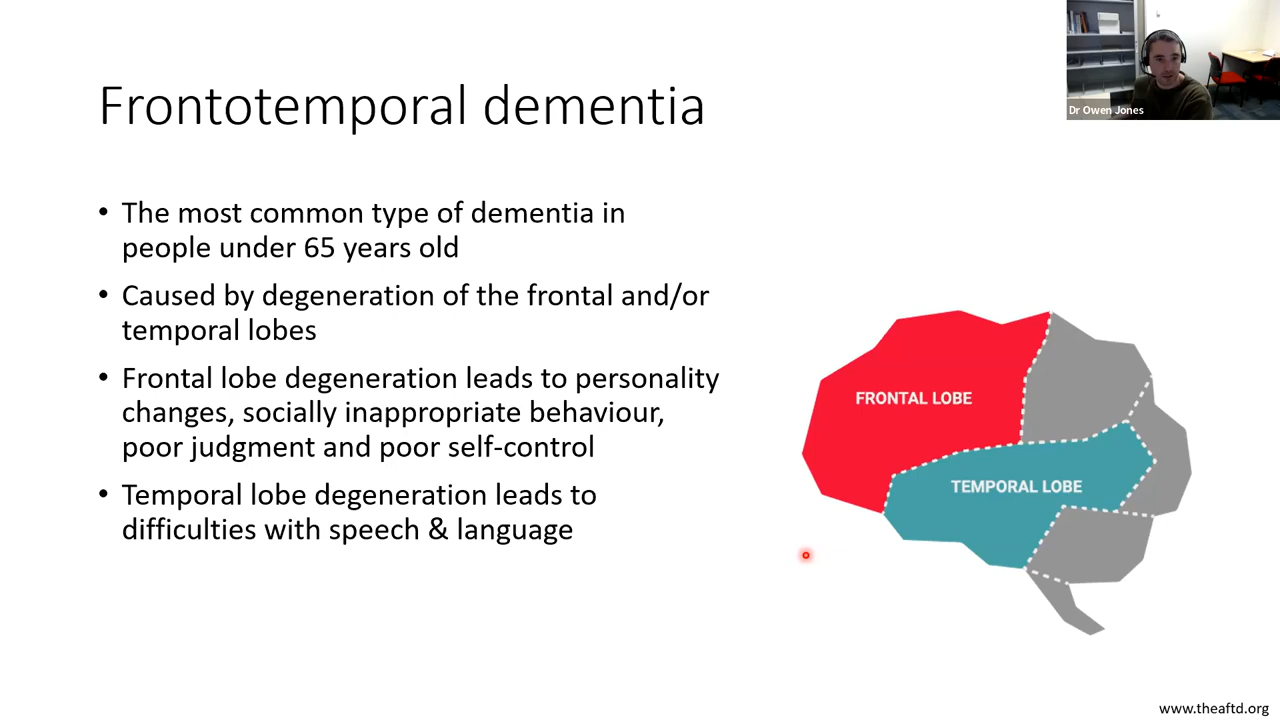 Frontotemporal dementia
Dr Owen Jones
• The most common type of dementia in
people under 65 years old
• Caused by degeneration of the frontal and/or
temporal lobes
• Frontal lobe degeneration leads to personality
changes, socially inappropriate behaviour,
poor judgment and poor self-control
• Temporal lobe degeneration leads to
difficulties with speech & language
FRONTAL LOBE
TEMPORAL LOBE
www.theaftd.org